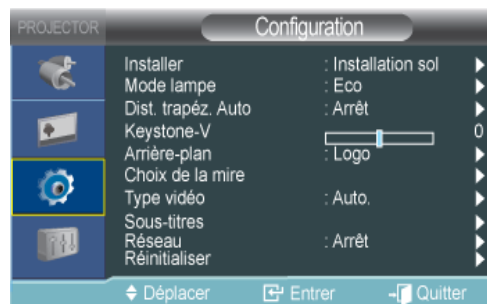 PROJECTOR Configuration
Installer : Installation sol
Mode lampe : Eco
Dist. trapéz. Auto : Arrêt
Keystone-V 0
Arrière-plan : Logo
Choix de la mire
Type vidéo : Auto.
Sous-titres
Réseau : Arrêt
Réinitialiser
Déplacer Entrer Quitter